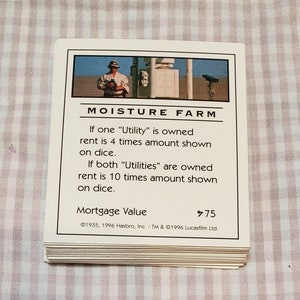 MOISTURE FARM
If one "Utility" is owned
rent is 4 times amount shown
on dice.
If both "Utilities" are owned
rent is 10 times amount shown
on dice.
Mortgage Value 75
©1935, 1996 Hasbro, Inc. / TM & ©1996 Lucasfilm Ltd.